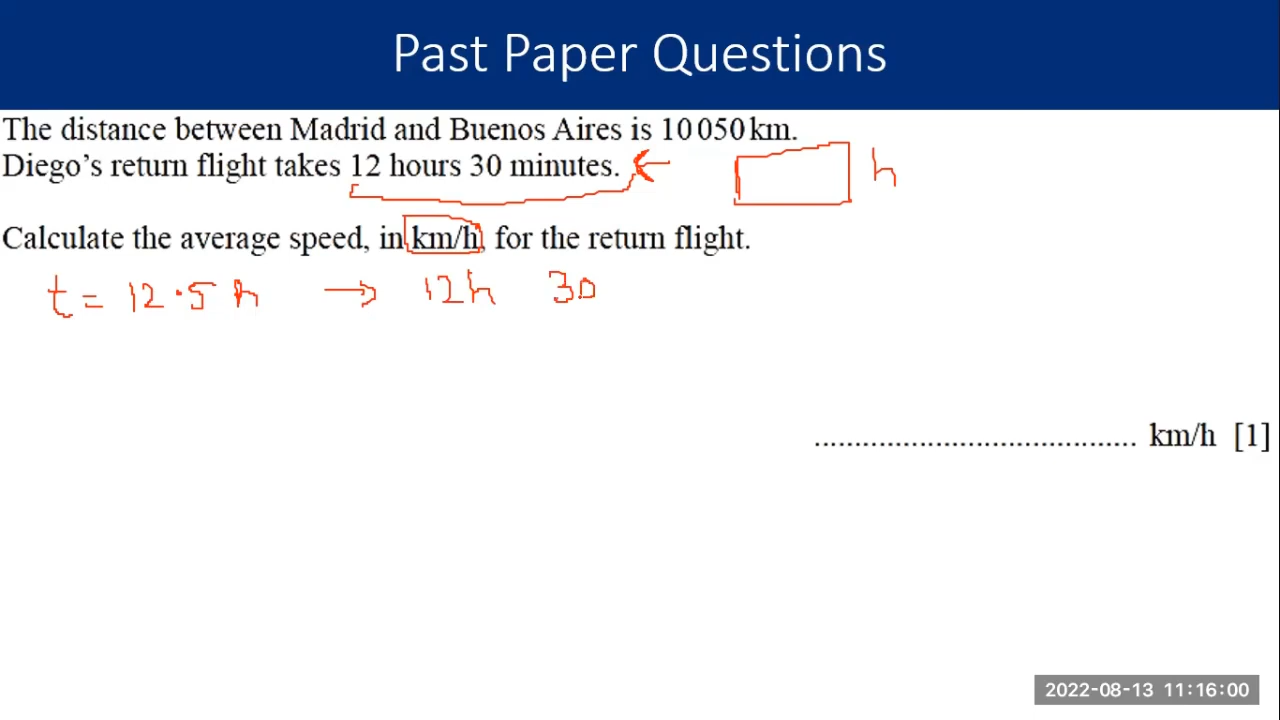 Past Paper Questions
The distance between Madrid and Buenos Aires is 10 050 km.
Diego’s return flight takes 12 hours 30 minutes.
h
Calculate the average speed, in km/h, for the return flight.
t = 12.5 h → 12h 30
...................................... km/h [1]
2022-08-13 11:16:00